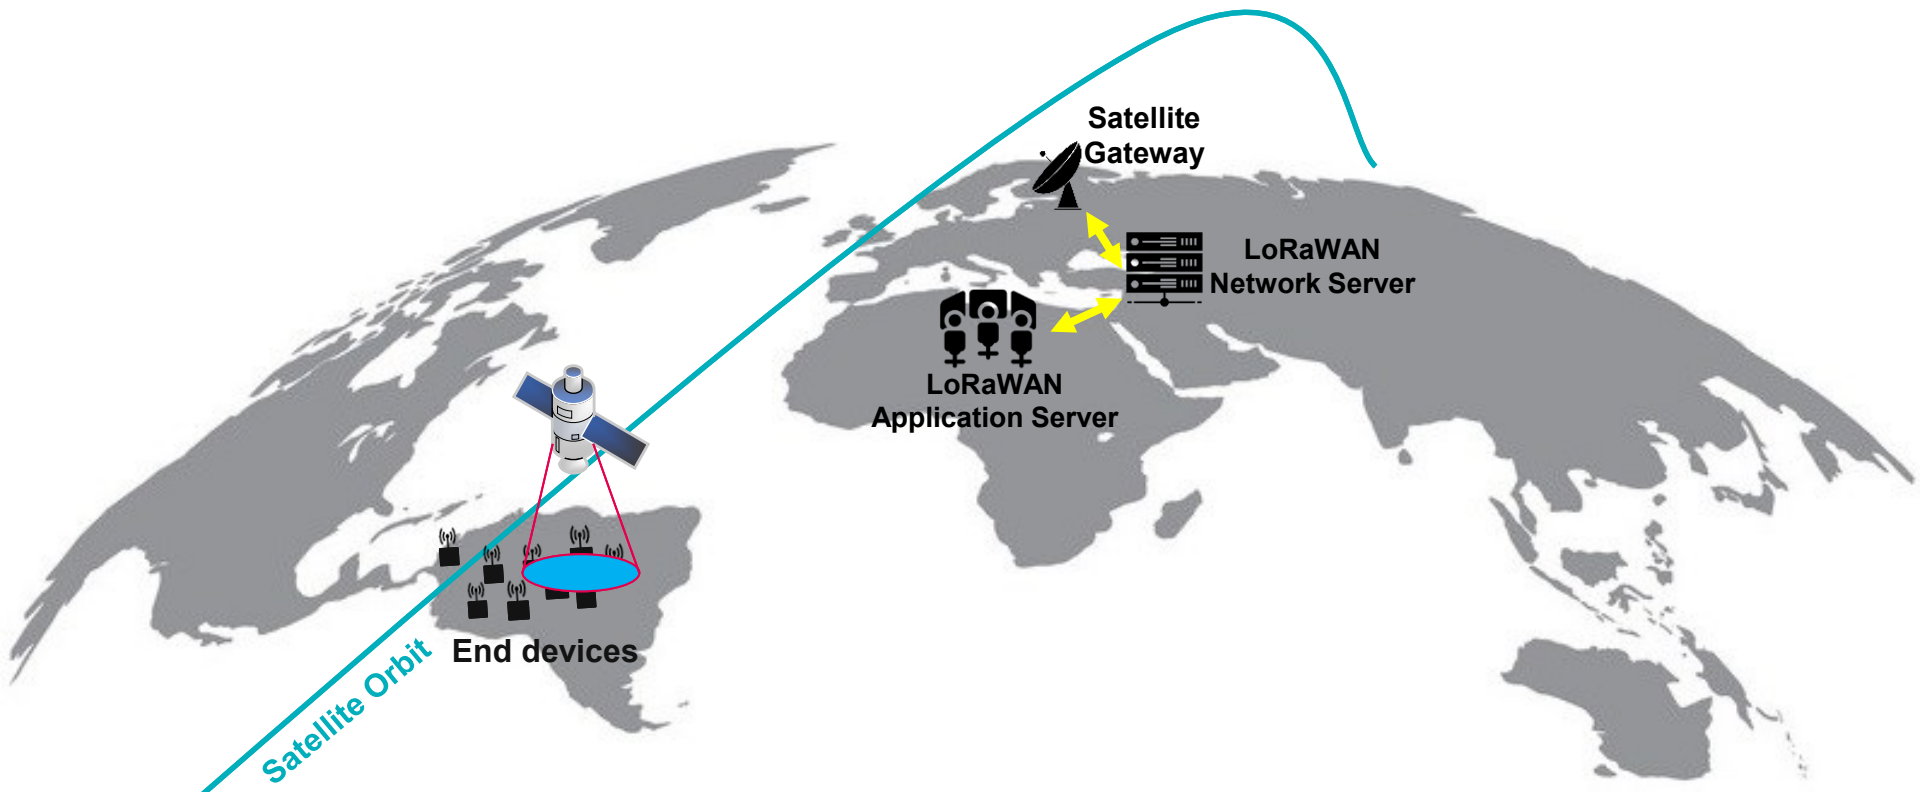 Satellite
Gateway
LoRaWAN
Network Server
LoRaWAN
Application Server
End devices
Satellite Orbit